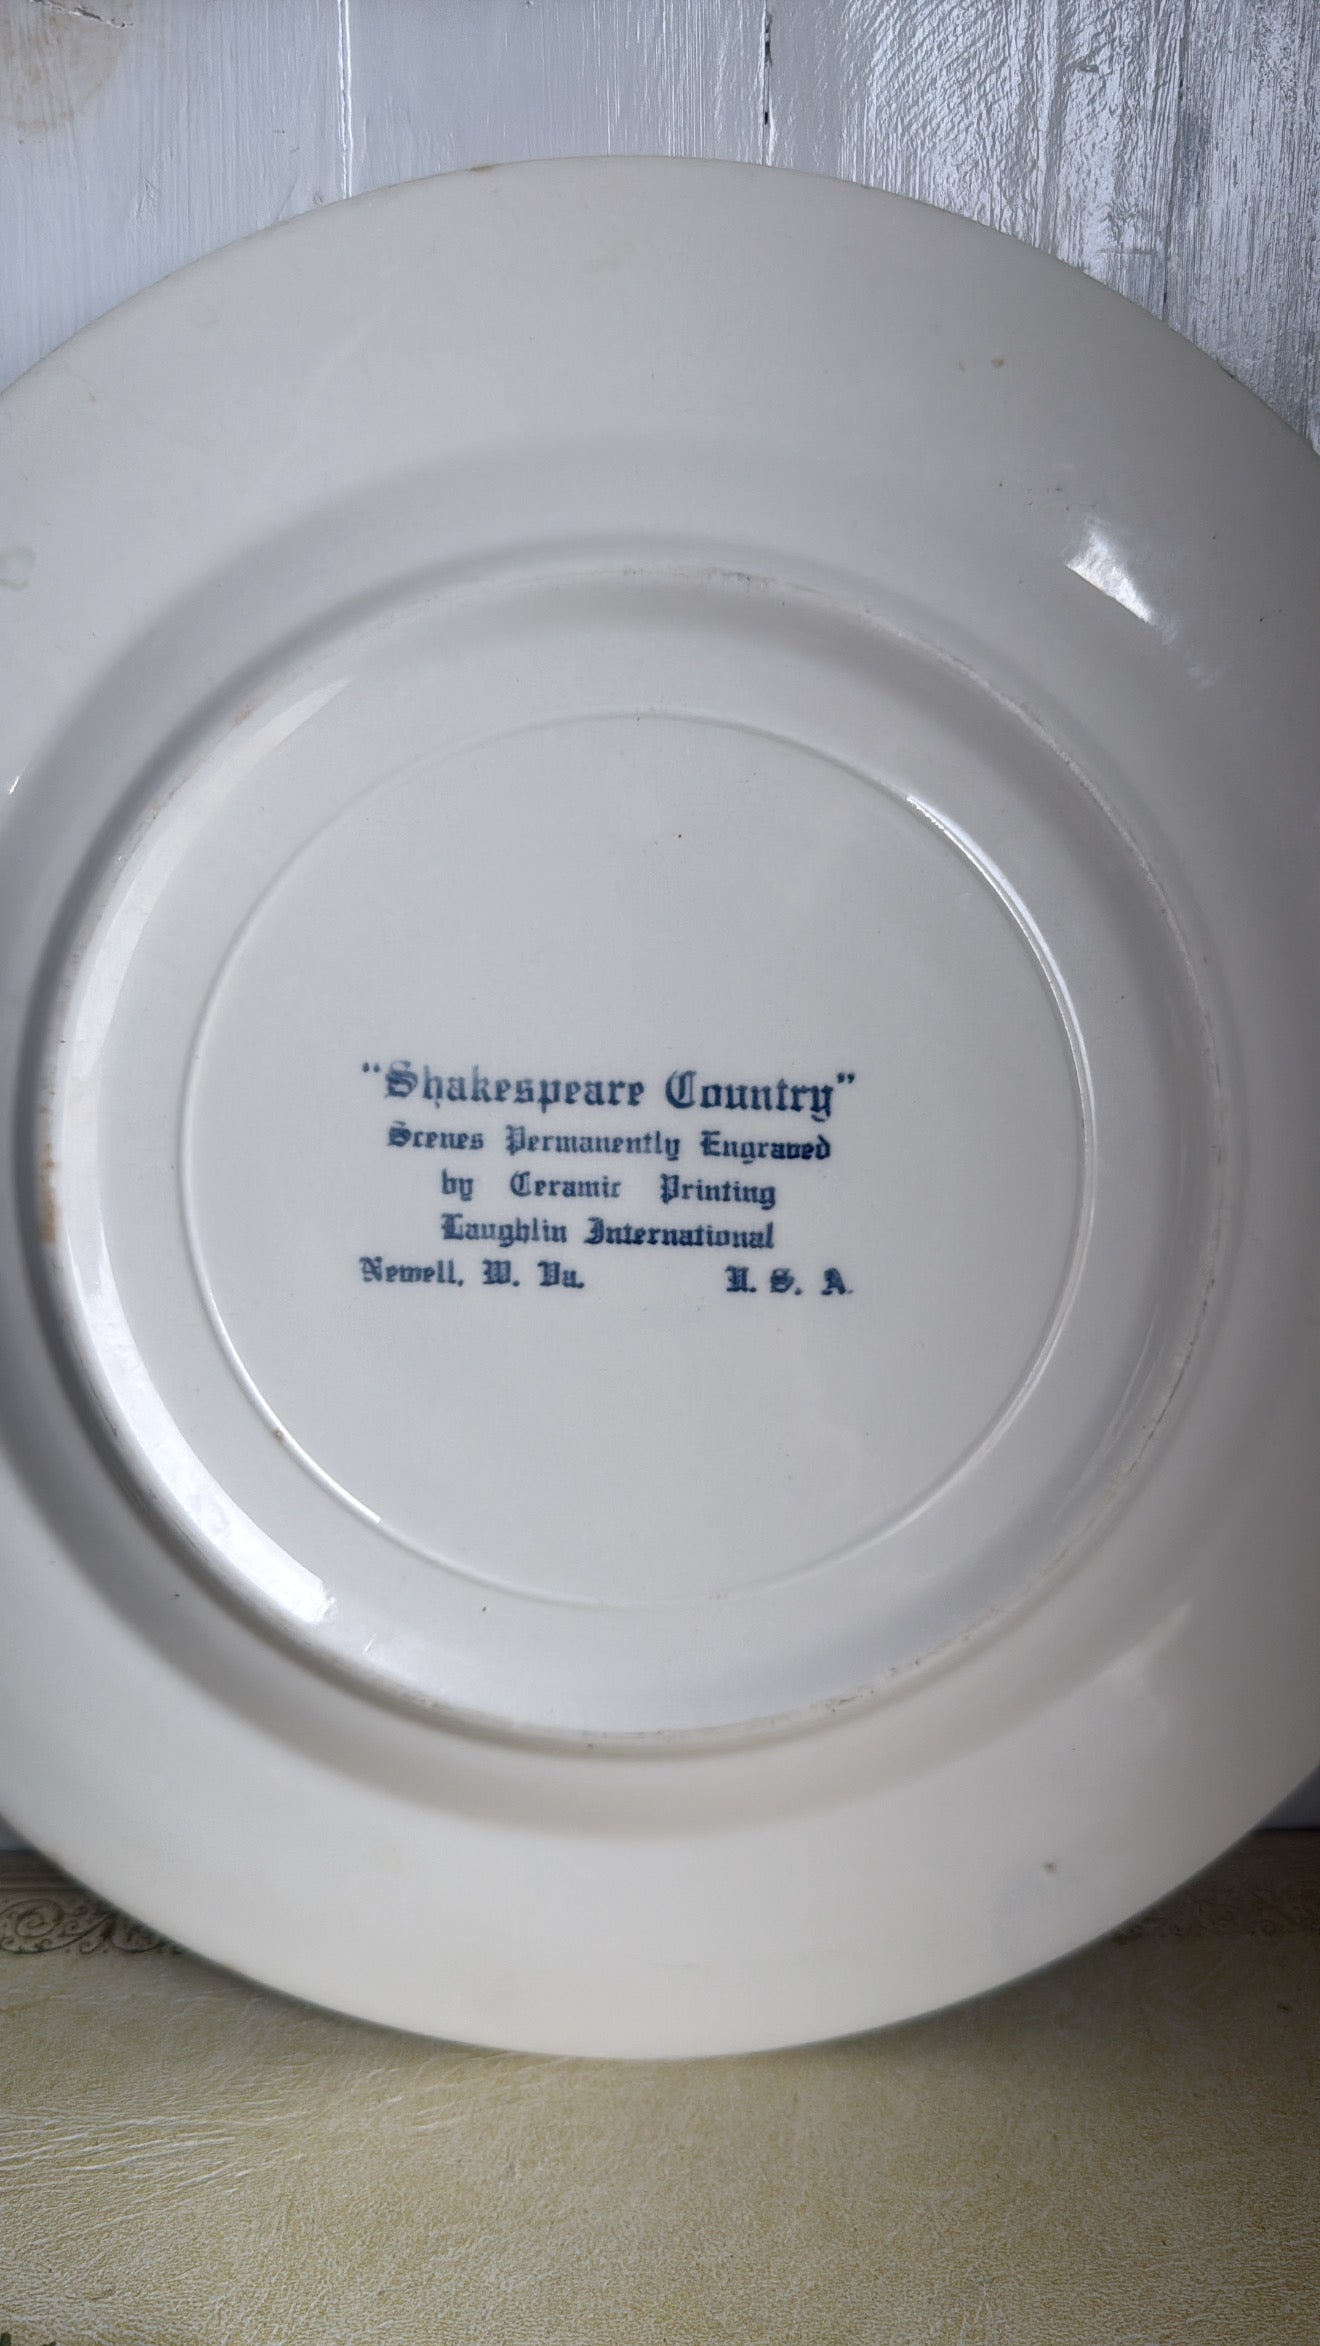 "Shakespeare Country"
Scenes Permanently Engraved
by Ceramic Printing
Laughlin International
Newell, W. Va. U. S. A.